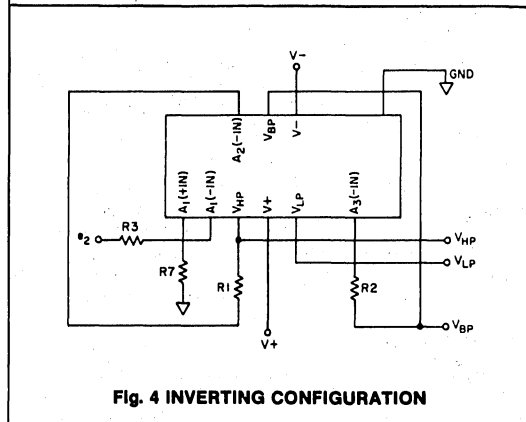 V-
GND
A2(-IN)
VBP
V-
A1(+IN)
A1(-IN)
VHP
V+
VLP
A3(-IN)
R3
e2
VHP
VLP
R7
R1
R2
VBP
V+
Fig. 4 INVERTING CONFIGURATION